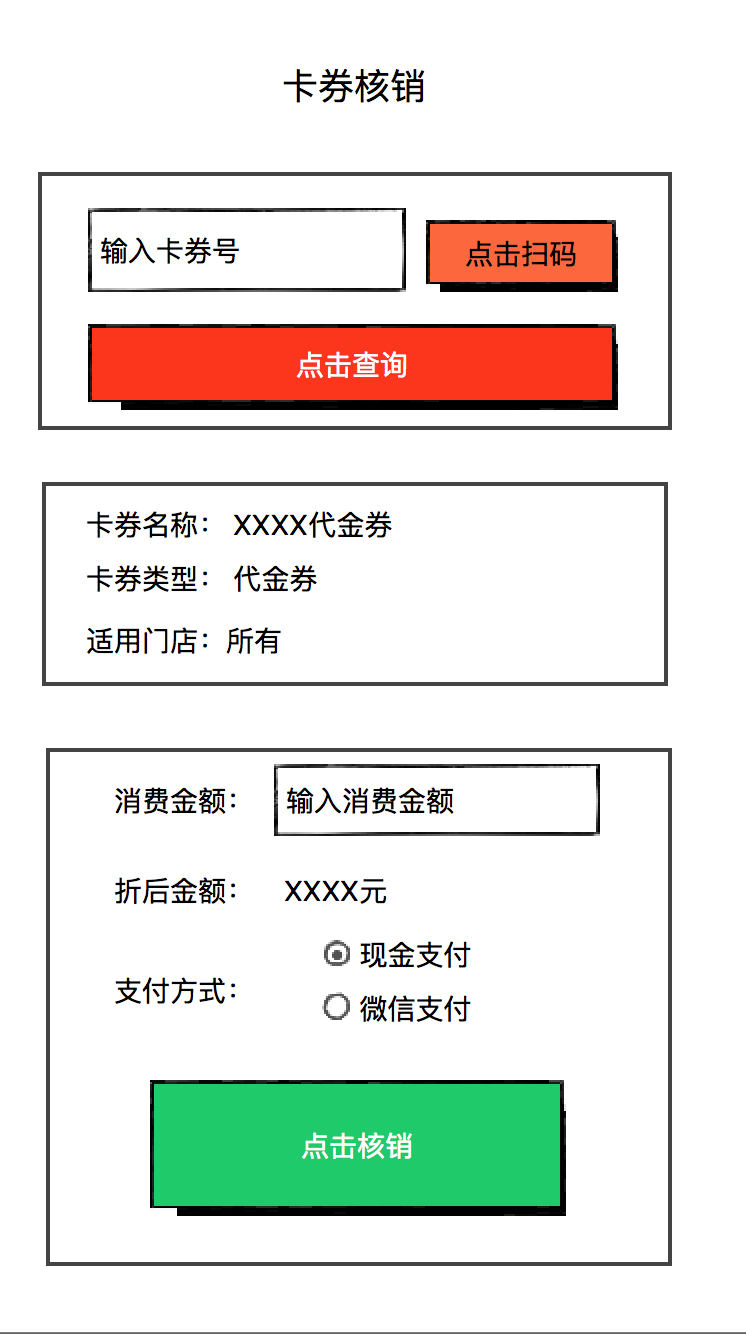 卡券核销
输入卡券号
点击扫码
点击查询
卡券名称： XXXX代金券
卡券类型： 代金券
适用门店：所有
消费金额： 输入消费金额
折后金额： XXXX元
现金支付
支付方式：
微信支付
点击核销